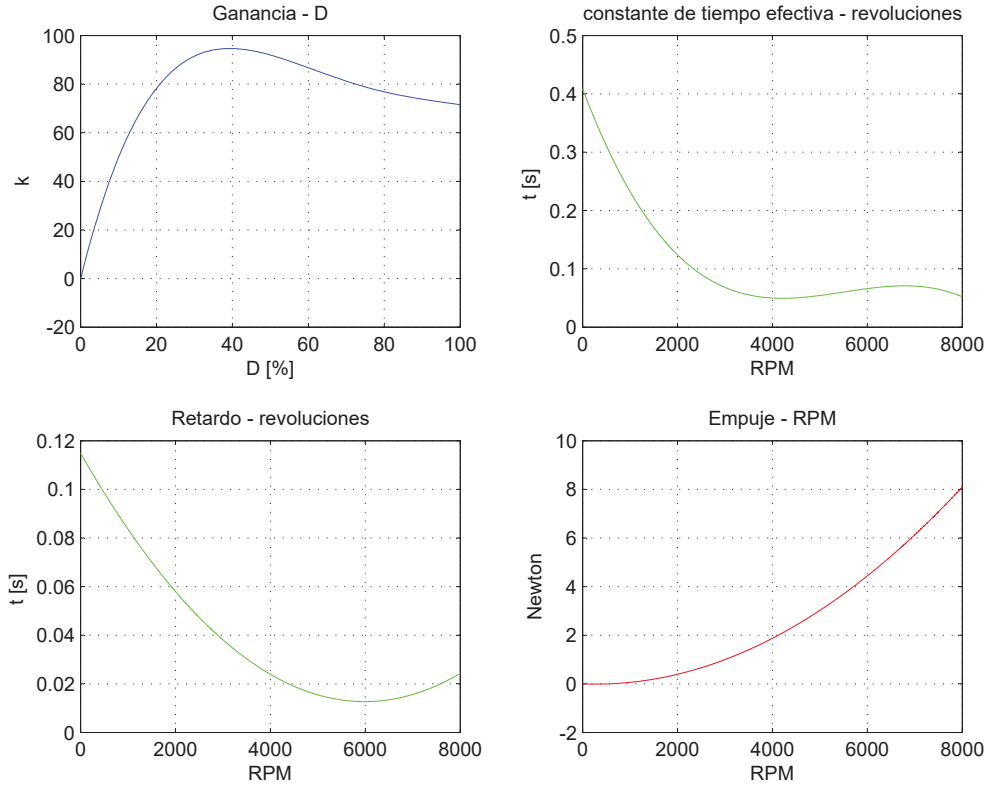 Ganancia - D
100
80
60
40
20
0
-20
k
0 20 40 60 80 100
D [%]
constante de tiempo efectiva - revoluciones
0.5
0.4
0.3
0.2
0.1
0
t [s]
0 2000 4000 6000 8000
RPM
Retardo - revoluciones
0.12
0.1
0.08
0.06
0.04
0.02
0
t [s]
0 2000 4000 6000 8000
RPM
Empuje - RPM
10
8
6
4
2
0
-2
Newton
0 2000 4000 6000 8000
RPM